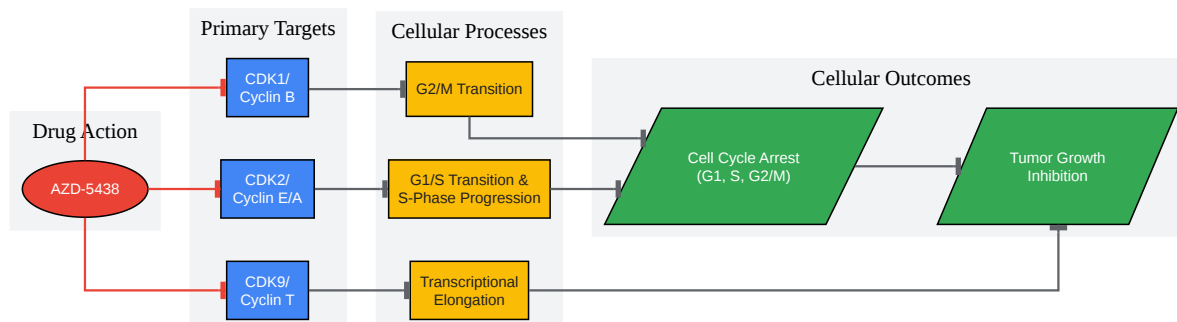 Drug Action
AZD-5438
Primary Targets
CDK1/
Cyclin B
CDK2/
Cyclin E/A
CDK9/
Cyclin T
Cellular Processes
G2/M Transition
G1/S Transition &
S-Phase Progression
Transcriptional
Elongation
Cellular Outcomes
Cell Cycle Arrest
(G1, S, G2/M)
Tumor Growth
Inhibition